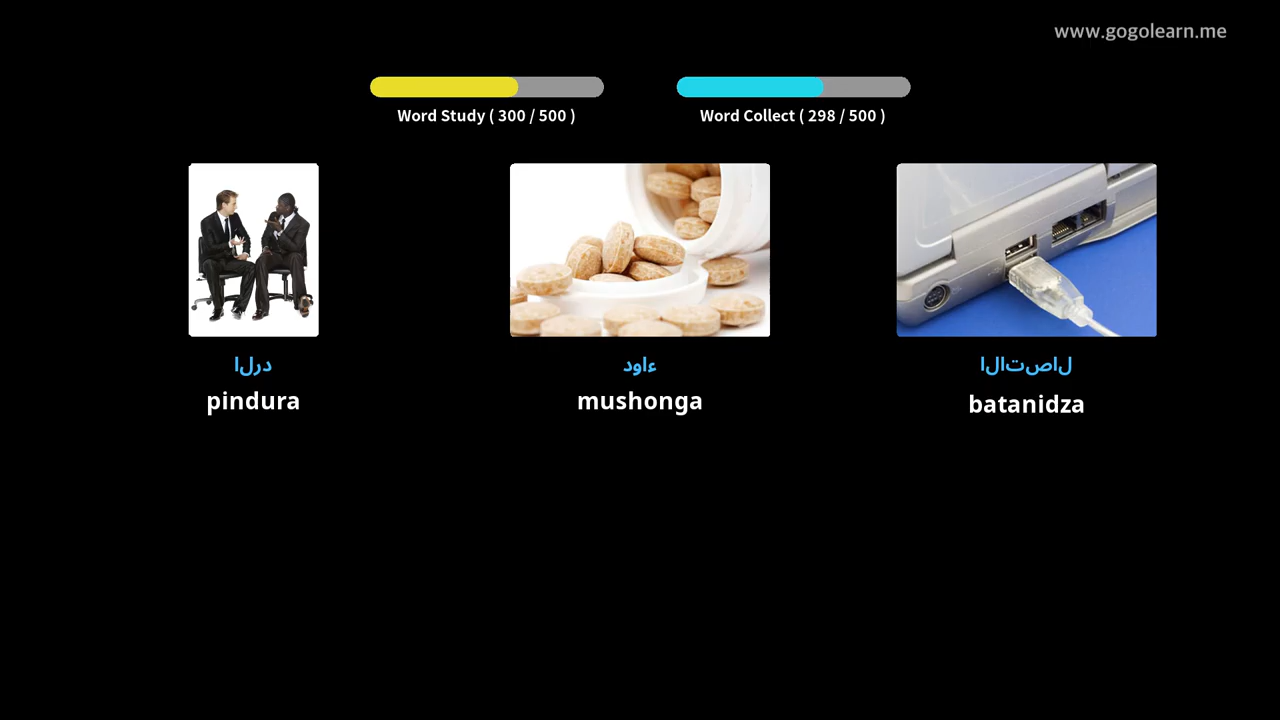 www.gogolearn.me
Word Study ( 300 / 500 )
Word Collect ( 298 / 500 )
الرد
pindura
دواء
mushonga
الاتصال
batanidza